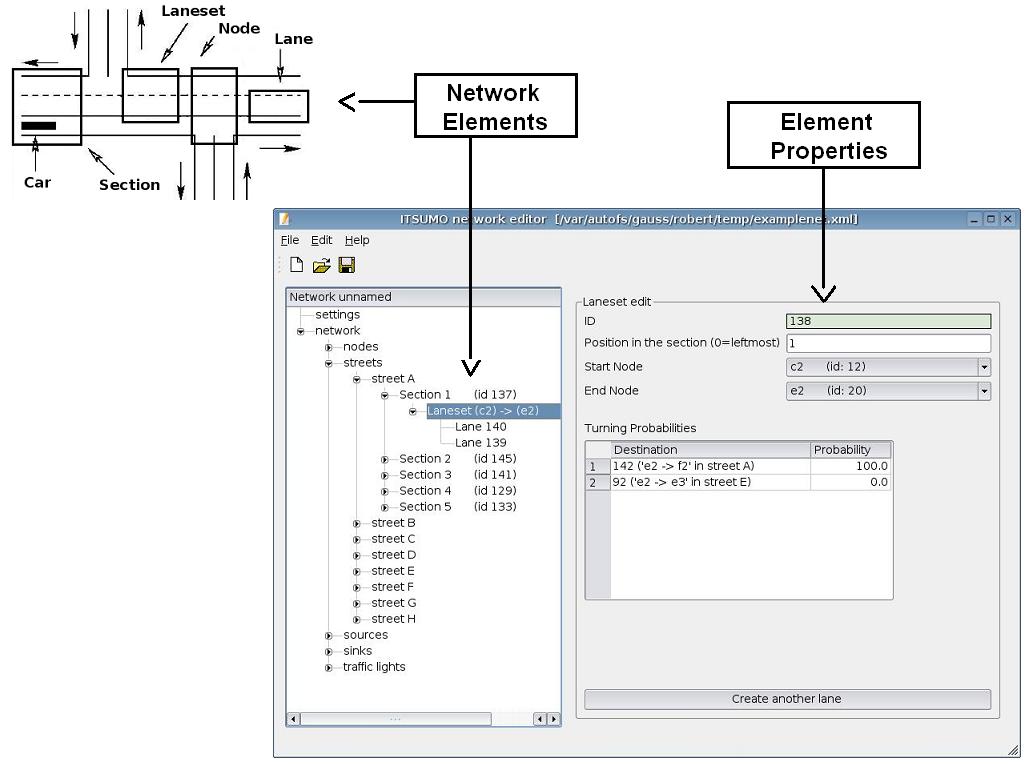 Laneset
Node
Lane
Car
Section
Network
Elements
Element
Properties
ITSUMO network editor [/var/autofs/gauss/robert/temp/examplenet.xml]
File Edit Help
Network unnamed
settings
network
nodes
streets
street A
Section 1 (id 137)
Laneset (c2) -> (e2)
Lane 140
Lane 139
Section 2 (id 145)
Section 3 (id 141)
Section 4 (id 129)
Section 5 (id 133)
street B
street C
street D
street E
street F
street G
street H
sources
sinks
traffic lights
Laneset edit
ID 138
Position in the section (0=leftmost) 1
Start Node c2 (id: 12)
End Node e2 (id: 20)
Turning Probabilities
Destination Probability
1 142 ('e2 -> f2' in street A) 100.0
2 92 ('e2 -> e3' in street E) 0.0
Create another lane